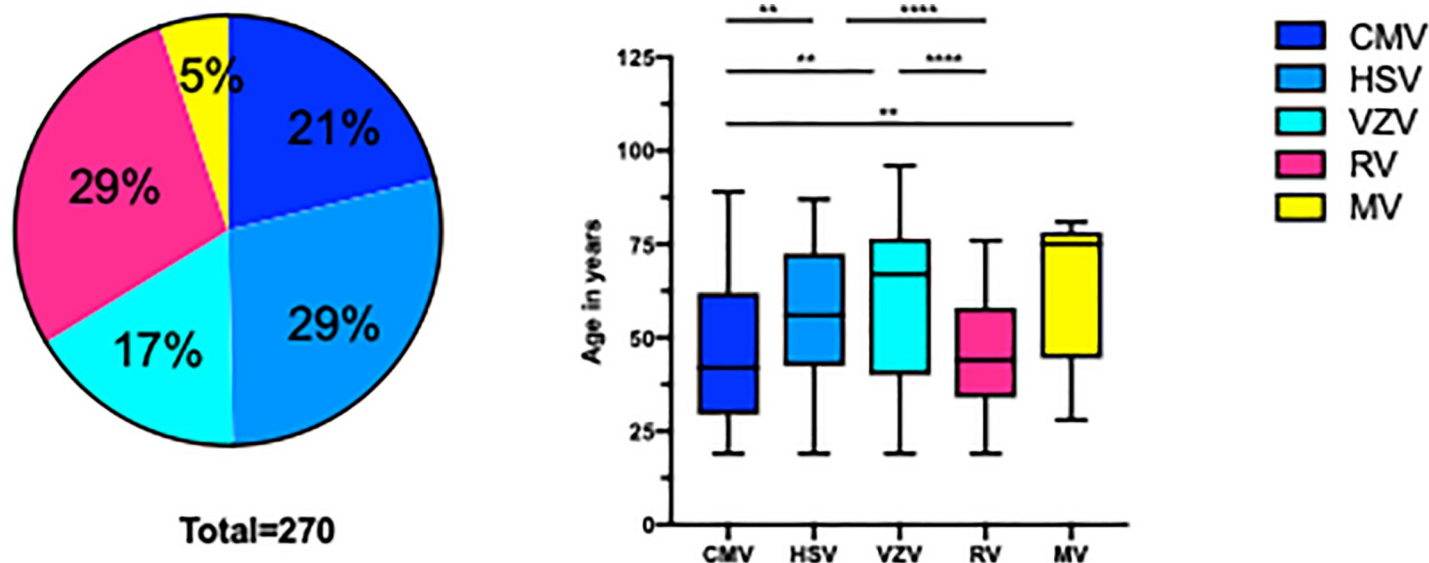 5%
21%
29%
29%
17%
Total=270
** ****
** ****
**
125
100
75
50
25
0
Age in years
CMV HSV VZV RV MV
CMV
HSV
VZV
RV
MV